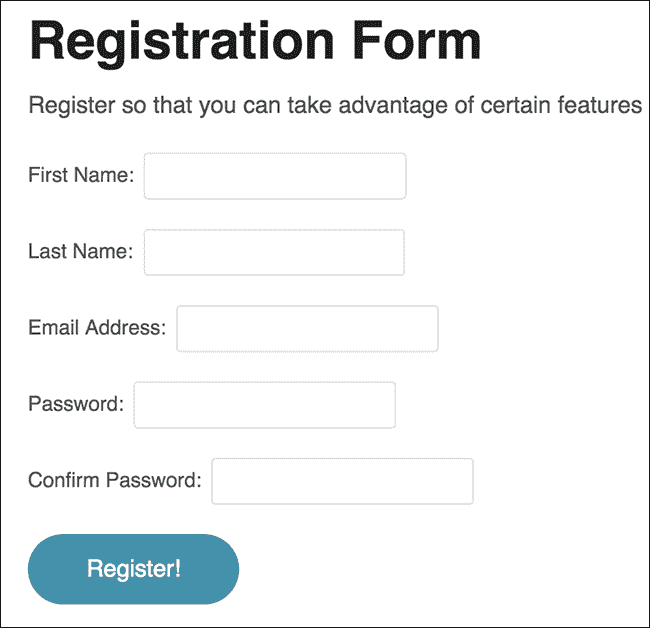 Registration Form
Register so that you can take advantage of certain features
First Name:
Last Name:
Email Address:
Password:
Confirm Password:
Register!